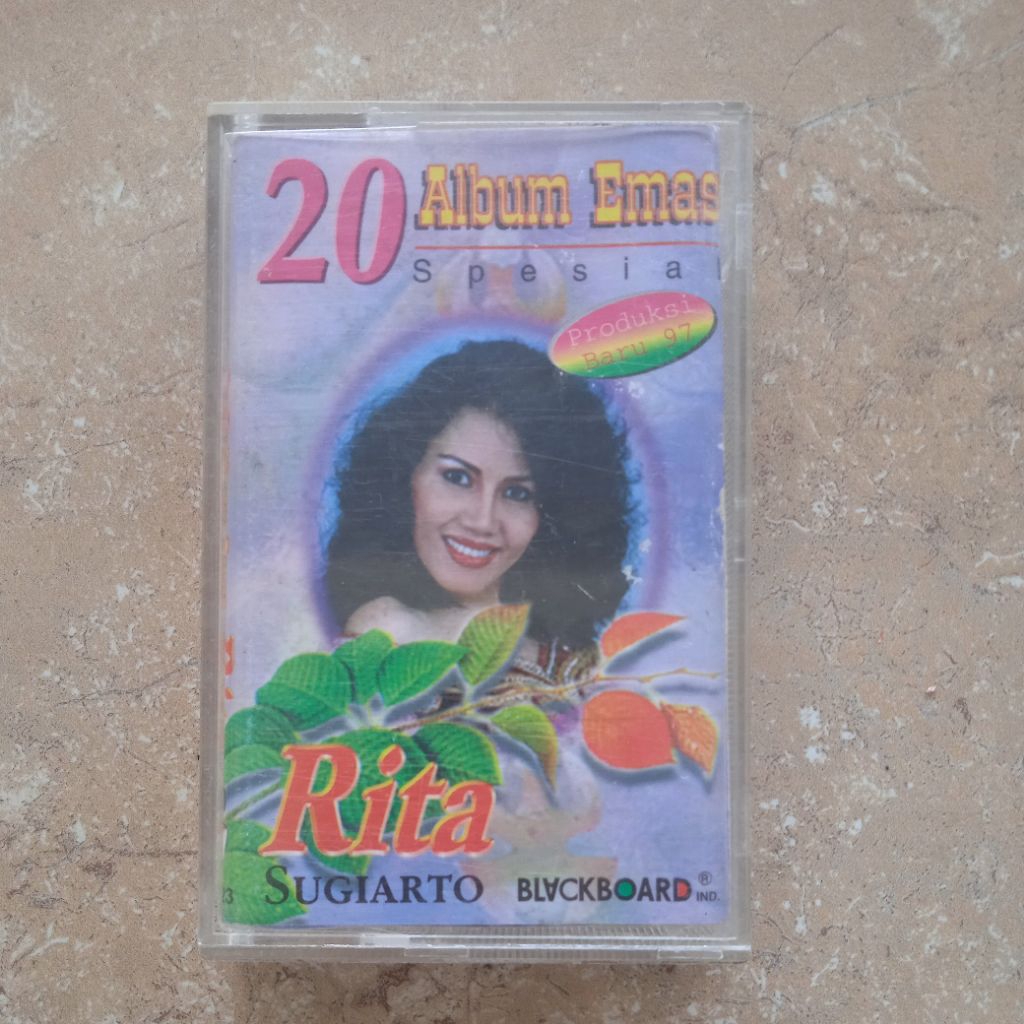 20 Album Emas
Spesial
Produksi
Baru 97
Rita
SUGIARTO
BLACKBOARD ®
IND.